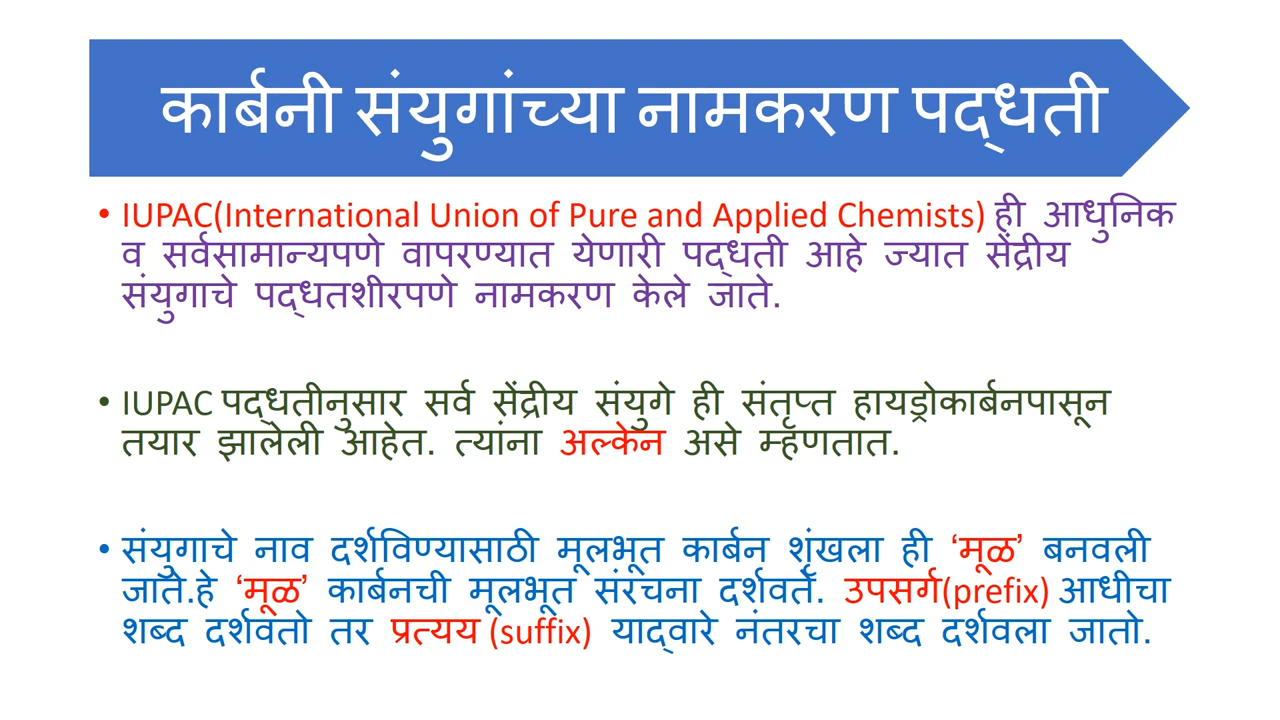 कार्बनी संयुगांच्या नामकरण पद्धती
• IUPAC(International Union of Pure and Applied Chemists) ही आधुनिक
व सर्वसामान्यपणे वापरण्यात येणारी पद्धती आहे ज्यात सेंद्रीय
संयुगाचे पद्धतशीरपणे नामकरण केले जाते.
• IUPAC पद्धतीनुसार सर्व सेंद्रीय संयुगे ही संतृप्त हायड्रोकार्बनपासून
तयार झालेली आहेत. त्यांना अल्केन असे म्हॅणतात.
• संयुगाचे नाव दर्शविण्यासाठी मूलभूत कार्बन शृंखला ही ‘मूळ’ बनवली
जाते.हे ‘मूळ’ कार्बनची मूलभूत संरचना दर्शवते. उपसर्ग(prefix) आधीचा
शब्द दर्शवतो तर प्रत्यय (suffix) याद्वारे नंतरचा शब्द दर्शवला जातो.